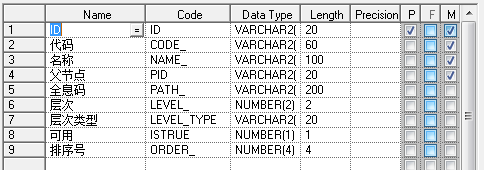 Name Code Data Type Length Precision P F M
1 ID = ID VARCHAR2( 20
2 代码 CODE_ VARCHAR2( 60
3 名称 NAME_ VARCHAR2( 100
4 父节点 PID VARCHAR2( 20
5 全息码 PATH_ VARCHAR2( 200
6 层次 LEVEL_ NUMBER(2) 2
7 层次类型 LEVEL_TYPE VARCHAR2( 20
8 可用 ISTRUE NUMBER(1) 1
9 排序号 ORDER_ NUMBER(4) 4